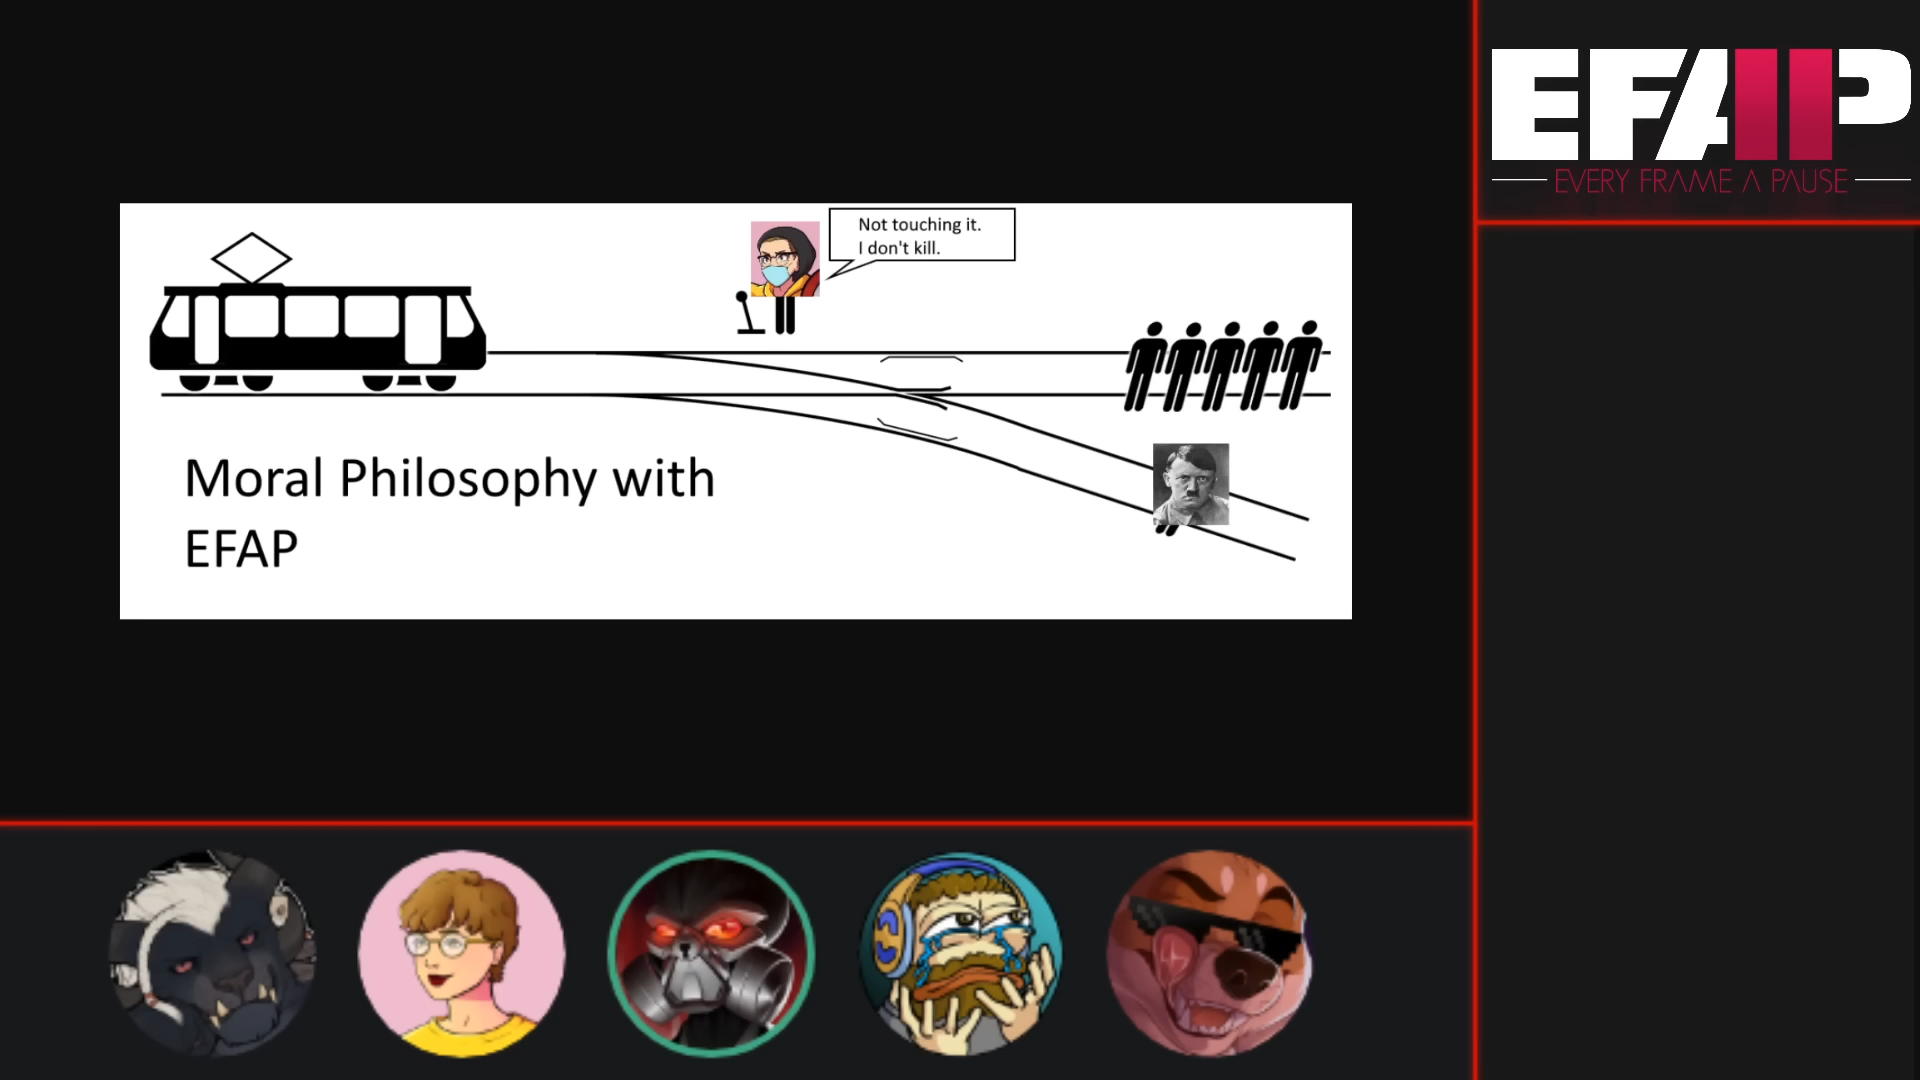 EFAP
EVERY FRAME A PAUSE
Not touching it.
I don't kill.
Moral Philosophy with
EFAP